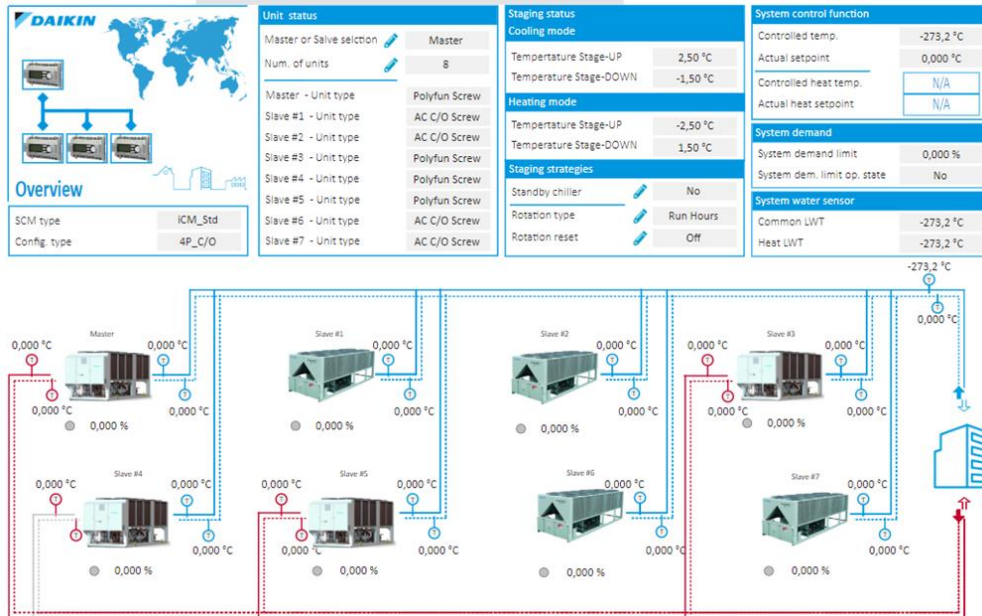 DAIKIN
Overview
SCM type iCM_Std
Config. type 4P_C/O
Unit status
Master or Salve selction Master
Num. of units 8
Master - Unit type Polyfun Screw
Slave #1 - Unit type AC C/O Screw
Slave #2 - Unit type AC C/O Screw
Slave #3 - Unit type Polyfun Screw
Slave #4 - Unit type Polyfun Screw
Slave #5 - Unit type Polyfun Screw
Slave #6 - Unit type AC C/O Screw
Slave #7 - Unit type AC C/O Screw
Staging status
Cooling mode
Tempertature Stage-UP 2,50 °C
Temperature Stage-DOWN -1,50 °C
Heating mode
Tempertature Stage-UP -2,50 °C
Temperature Stage-DOWN 1,50 °C
Staging strategies
Standby chiller No
Rotation type Run Hours
Rotation reset Off
System control function
Controlled temp. -273,2 °C
Actual setpoint 0,000 °C
Controlled heat temp. N/A
Actual heat setpoint N/A
System demand
System demand limit 0,000 %
System dem. limit op. state No
System water sensor
Common LWT -273,2 °C
Heat LWT -273,2 °C
-273,2 °C
0,000 °C
Master
0,000 °C 0,000 °C
0,000 °C 0,000 °C
0,000 %
Slave #1
0,000 °C
0,000 °C
0,000 %
Slave #2
0,000 °C
0,000 °C
0,000 %
Slave #3
0,000 °C 0,000 °C
0,000 °C 0,000 °C
0,000 %
Slave #4
0,000 °C 0,000 °C
0,000 °C
0,000 %
Slave #5
0,000 °C 0,000 °C
0,000 °C 0,000 °C
0,000 %
Slave #6
0,000 °C
0,000 °C
0,000 %
Slave #7
0,000 °C
0,000 °C
0,000 %